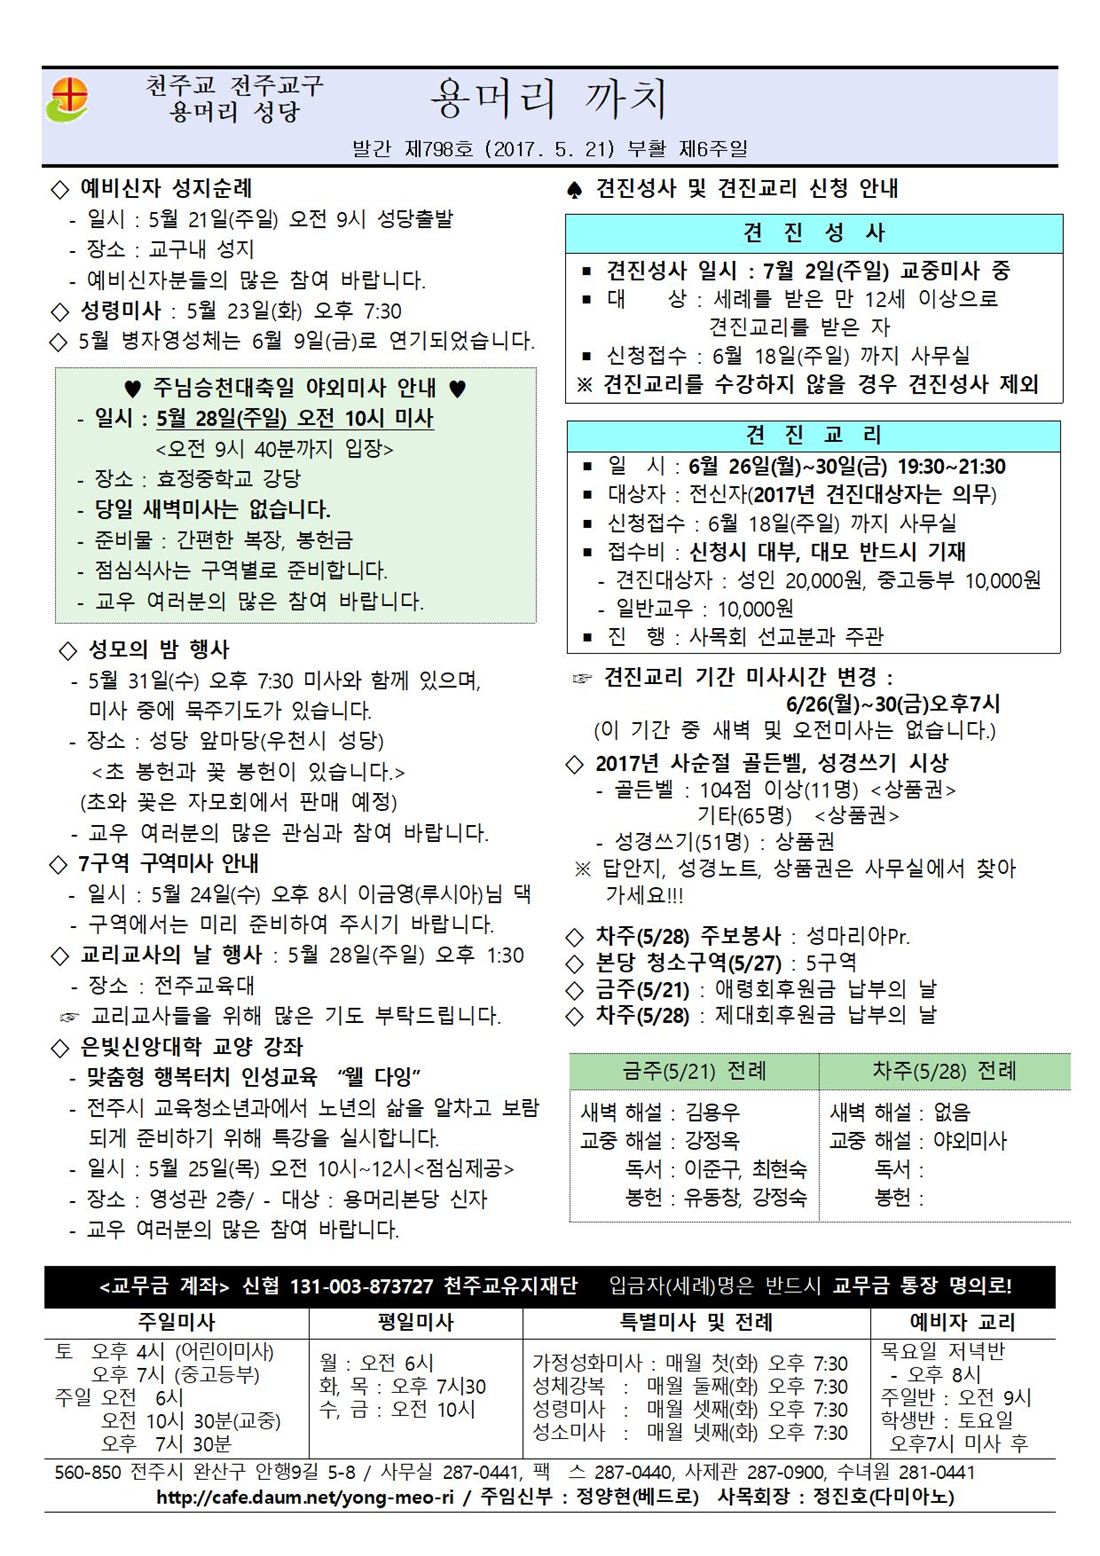 천주교 전주교구
용머리 성당
용머리 까치
발간 제798호 (2017. 5. 21) 부활 제6주일
◇ 예비신자 성지순례
- 일시 : 5월 21일(주일) 오전 9시 성당출발
- 장소 : 교구내 성지
- 예비신자분들의 많은 참여 바랍니다.
◇ 성령미사 : 5월 23일(화) 오후 7:30
◇ 5월 병자영성체는 6월 9일(금)로 연기되었습니다.
♥ 주님승천대축일 야외미사 안내 ♥
- 일시 : 5월 28일(주일) 오전 10시 미사
<오전 9시 40분까지 입장>
- 장소 : 효정중학교 강당
- 당일 새벽미사는 없습니다.
- 준비물 : 간편한 복장, 봉헌금
- 점심식사는 구역별로 준비합니다.
- 교우 여러분의 많은 참여 바랍니다.
◇ 성모의 밤 행사
- 5월 31일(수) 오후 7:30 미사와 함께 있으며,
미사 중에 묵주기도가 있습니다.
- 장소 : 성당 앞마당(우천시 성당)
<초 봉헌과 꽃 봉헌이 있습니다.>
(초와 꽃은 자모회에서 판매 예정)
- 교우 여러분의 많은 관심과 참여 바랍니다.
◇ 7구역 구역미사 안내
- 일시 : 5월 24일(수) 오후 8시 이금영(루시아)님 댁
- 구역에서는 미리 준비하여 주시기 바랍니다.
◇ 교리교사의 날 행사 : 5월 28일(주일) 오후 1:30
- 장소 : 전주교육대
☞ 교리교사들을 위해 많은 기도 부탁드립니다.
◇ 은빛신앙대학 교양 강좌
- 맞춤형 행복터치 인성교육 “웰 다잉”
- 전주시 교육청소년과에서 노년의 삶을 알차고 보람
되게 준비하기 위해 특강을 실시합니다.
- 일시 : 5월 25일(목) 오전 10시~12시<점심제공>
- 장소 : 영성관 2층/ - 대상 : 용머리본당 신자
- 교우 여러분의 많은 참여 바랍니다.
♠ 견진성사 및 견진교리 신청 안내
견 진 성 사
▪ 견진성사 일시 : 7월 2일(주일) 교중미사 중
▪ 대 상 : 세례를 받은 만 12세 이상으로
견진교리를 받은 자
▪ 신청접수 : 6월 18일(주일) 까지 사무실
※ 견진교리를 수강하지 않을 경우 견진성사 제외
견 진 교 리
▪ 일 시 : 6월 26일(월)~30일(금) 19:30~21:30
▪ 대상자 : 전신자(2017년 견진대상자는 의무)
▪ 신청접수 : 6월 18일(주일) 까지 사무실
▪ 접수비 : 신청시 대부, 대모 반드시 기재
- 견진대상자 : 성인 20,000원, 중고등부 10,000원
- 일반교우 : 10,000원
▪ 진 행 : 사목회 선교분과 주관
☞ 견진교리 기간 미사시간 변경 :
6/26(월)~30(금)오후7시
(이 기간 중 새벽 및 오전미사는 없습니다.)
◇ 2017년 사순절 골든벨, 성경쓰기 시상
- 골든벨 : 104점 이상(11명) <상품권>
기타(65명) <상품권>
- 성경쓰기(51명) : 상품권
※ 답안지, 성경노트, 상품권은 사무실에서 찾아
가세요!!!
◇ 차주(5/28) 주보봉사 : 성마리아Pr.
◇ 본당 청소구역(5/27) : 5구역
◇ 금주(5/21) : 애령회후원금 납부의 날
◇ 차주(5/28) : 제대회후원금 납부의 날
금주(5/21) 전례 차주(5/28) 전례
새벽 해설 : 김용우 새벽 해설 : 없음
교중 해설 : 강정옥 교중 해설 : 야외미사
독서 : 이준구, 최현숙 독서 :
봉헌 : 유동창, 강정숙 봉헌 :
<교무금 계좌> 신협 131-003-873727 천주교유지재단 입금자(세례)명은 반드시 교무금 통장 명의로!
주일미사 평일미사 특별미사 및 전례 예비자 교리
토 오후 4시 (어린이미사)
오후 7시 (중고등부)
주일 오전 6시
오전 10시 30분(교중)
오후 7시 30분
월 : 오전 6시
화, 목 : 오후 7시30
수, 금 : 오전 10시
가정성화미사 : 매월 첫(화) 오후 7:30
성체강복 : 매월 둘째(화) 오후 7:30
성령미사 : 매월 셋째(화) 오후 7:30
성소미사 : 매월 넷째(화) 오후 7:30
목요일 저녁반
- 오후 8시
주일반 : 오전 9시
학생반 : 토요일
오후7시 미사 후
560-850 전주시 완산구 안행9길 5-8 / 사무실 287-0441, 팩 스 287-0440, 사제관 287-0900, 수녀원 281-0441
http://cafe.daum.net/yong-meo-ri / 주임신부 : 정양현(베드로) 사목회장 : 정진호(다미아노)